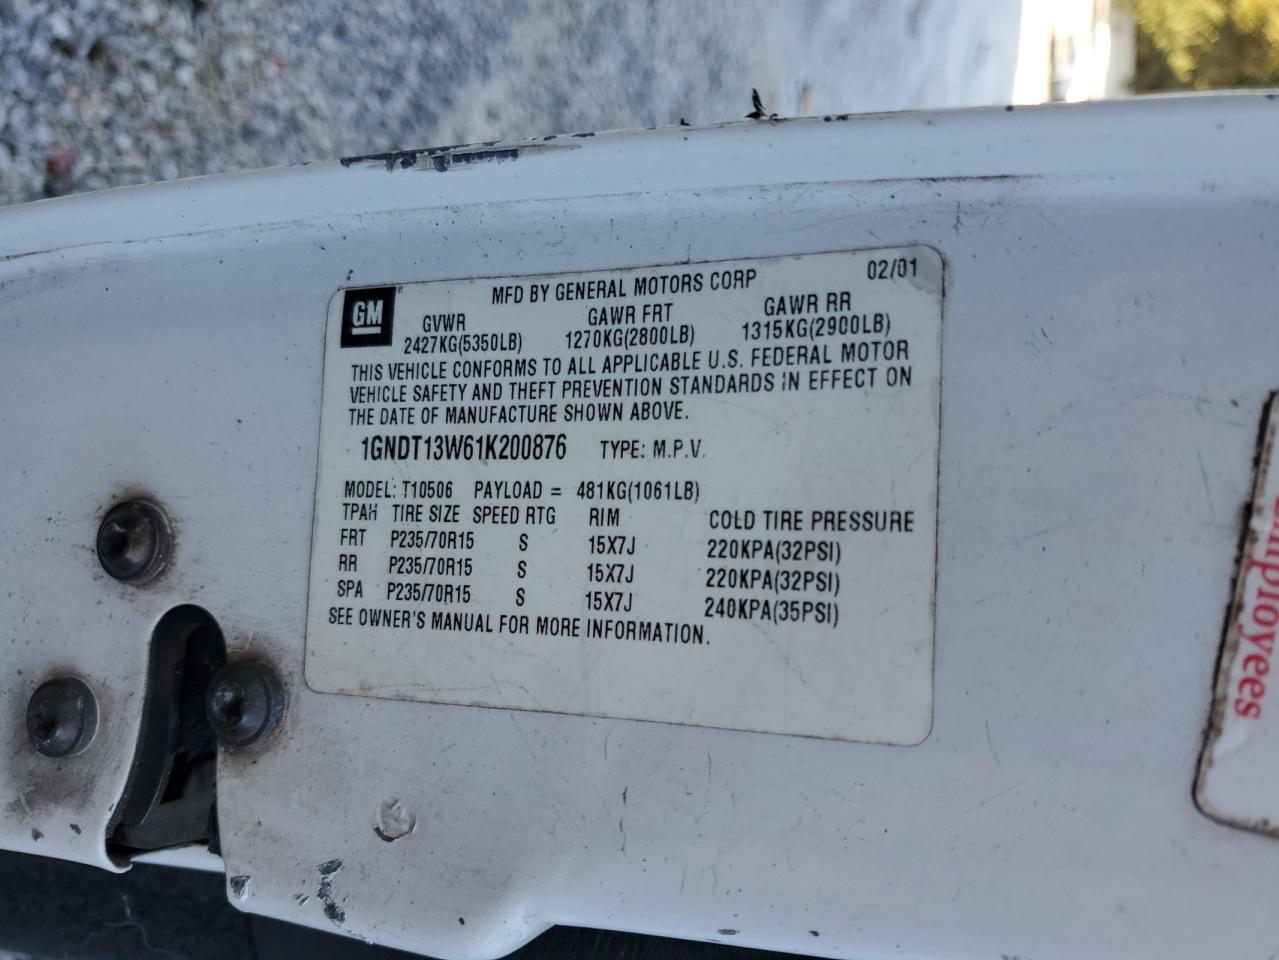 GM
MFD BY GENERAL MOTORS CORP 02/01
GVWR GAWR FRT GAWR RR
2427KG(5350LB) 1270KG(2800LB) 1315KG(2900LB)
THIS VEHICLE CONFORMS TO ALL APPLICABLE U.S. FEDERAL MOTOR
VEHICLE SAFETY AND THEFT PREVENTION STANDARDS IN EFFECT ON
THE DATE OF MANUFACTURE SHOWN ABOVE.
1GNDT13W61K200876 TYPE: M.P.V.
MODEL: T10506 PAYLOAD = 481KG(1061LB)
TPAH TIRE SIZE SPEED RTG RIM COLD TIRE PRESSURE
FRT P235/70R15 S 15X7J 220KPA(32PSI)
RR P235/70R15 S 15X7J 220KPA(32PSI)
SPA P235/70R15 S 15X7J 240KPA(35PSI)
SEE OWNER'S MANUAL FOR MORE INFORMATION.